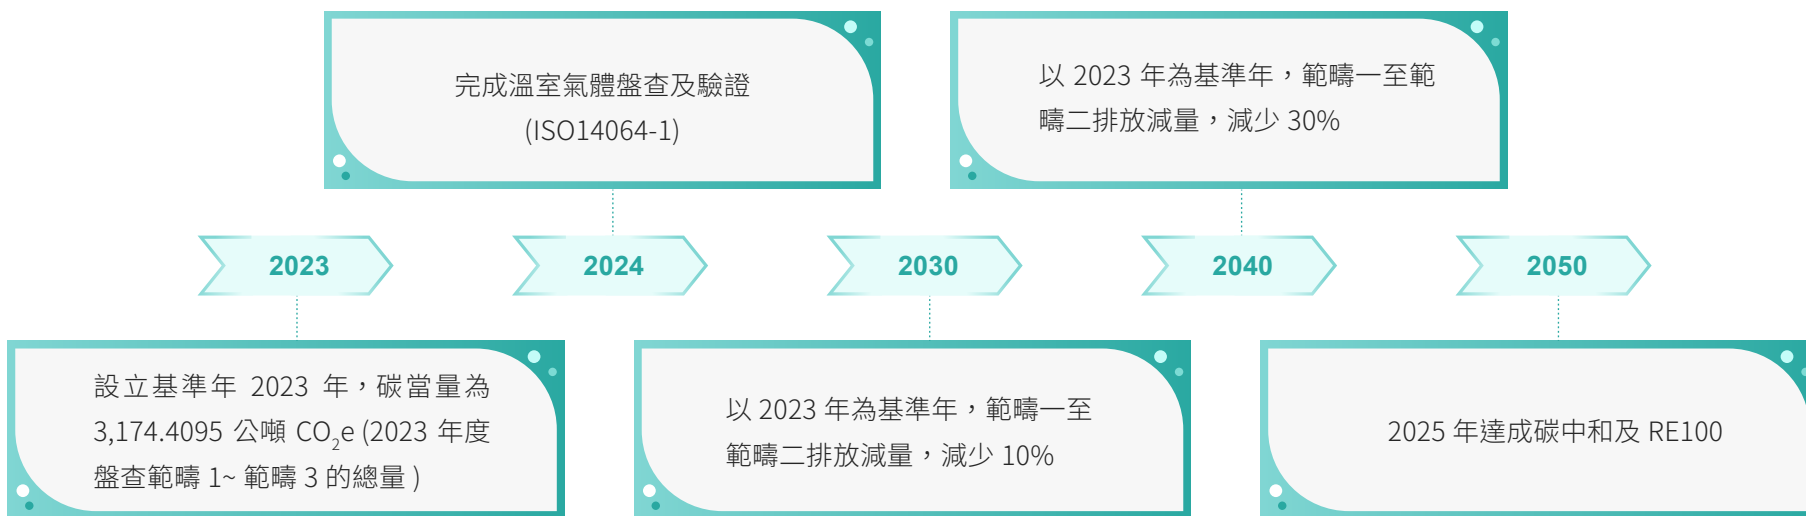 完成溫室氣體盤查及驗證
(ISO14064-1)
以 2023 年為基準年，範疇一至範
疇二排放減量，減少 30%
2023
2024
2030
2040
2050
設立基準年 2023 年，碳當量為
3,174.4095 公噸 CO₂e (2023 年度
盤查範疇 1~ 範疇 3 的總量 )
以 2023 年為基準年，範疇一至
範疇二排放減量，減少 10%
2025 年達成碳中和及 RE100